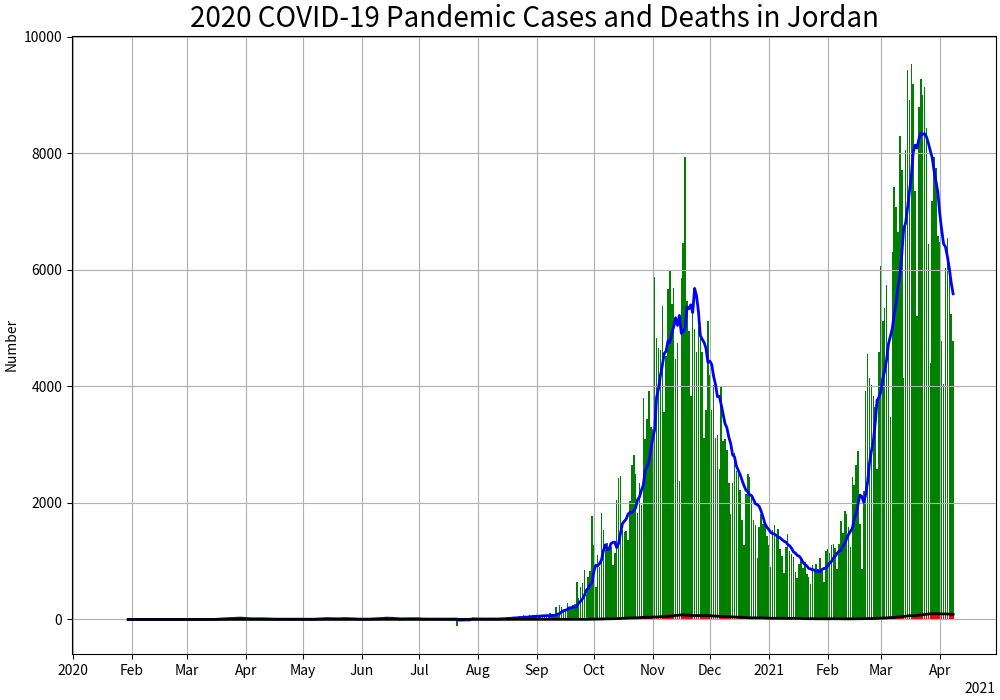 2020 COVID-19 Pandemic Cases and Deaths in Jordan
10000
8000
6000
4000
2000
0
Number
2020 Feb Mar Apr May Jun Jul Aug Sep Oct Nov Dec 2021 Feb Mar Apr
2021